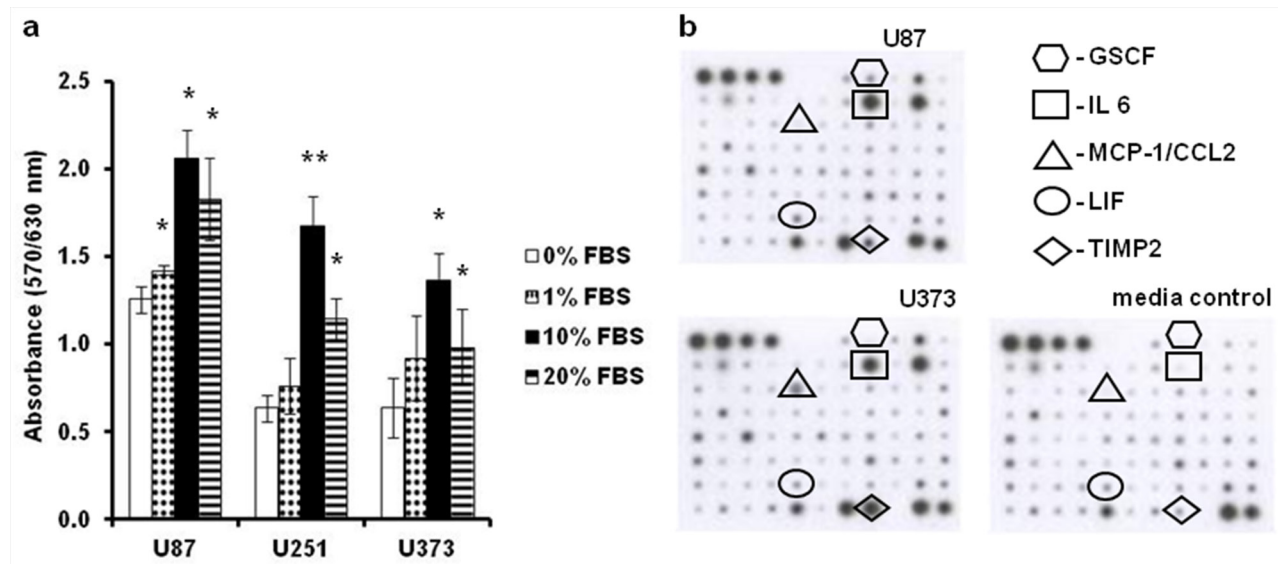 a
Absorbance (570/630 nm)
2.5
2.0
1.5
1.0
0.5
0.0
*
*
*
**
*
*
*
U87
U251
U373
0% FBS
1% FBS
10% FBS
20% FBS
b
U87
-GSCF
-IL 6
-MCP-1/CCL2
-LIF
-TIMP2
U373
media control